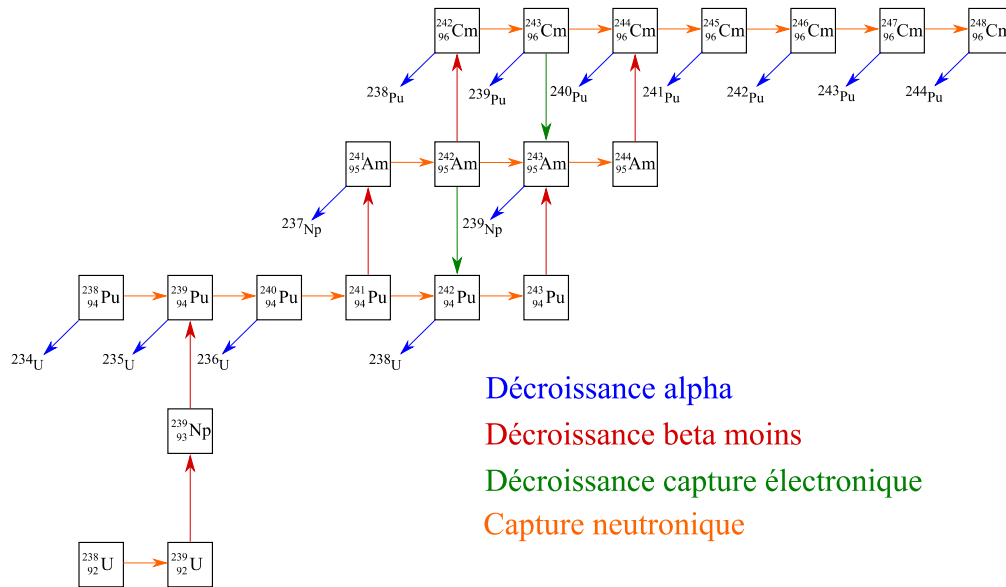 242 96 Cm 243 96 Cm 244 96 Cm 245 96 Cm 246 96 Cm 247 96 Cm 248 96 Cm
238Pu 239Pu 240Pu 241Pu 242Pu 243Pu 244Pu
241 95 Am 242 95 Am 243 95 Am 244 95 Am
237Np 239Np
238 94 Pu 239 94 Pu 240 94 Pu 241 94 Pu 242 94 Pu 243 94 Pu
234U 235U 236U 238U
Décroissance alpha
239 93 Np
Décroissance beta moins
Décroissance capture électronique
Capture neutronique
238 92 U 239 92 U